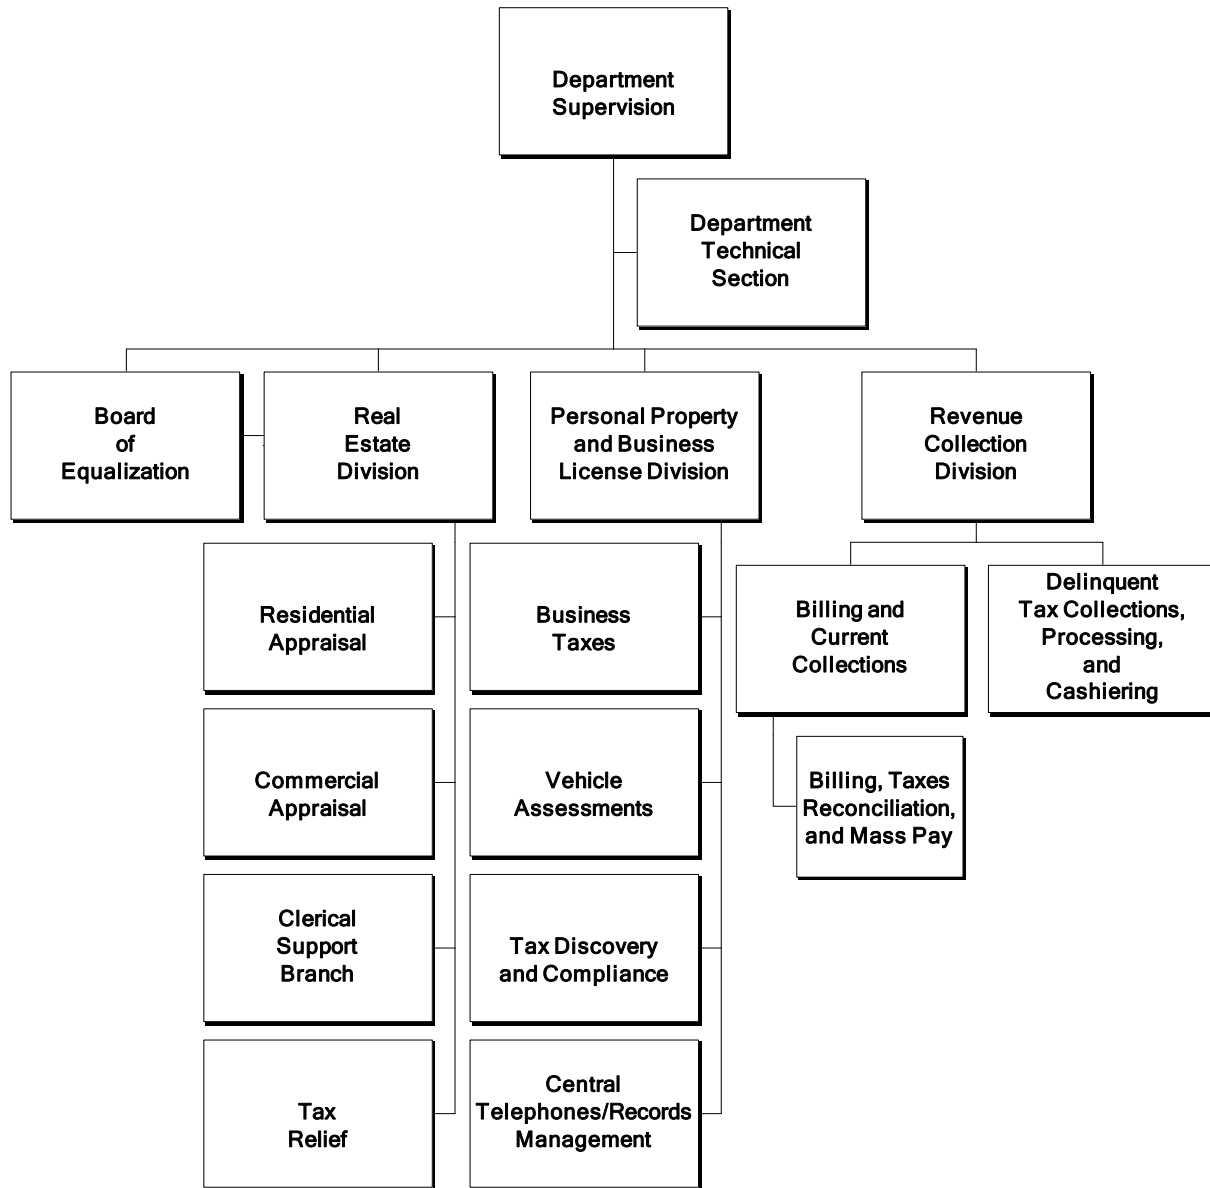 Department
Supervision
Department
Technical
Section
Board
of
Equalization
Real
Estate
Division
Personal Property
and Business
License Division
Revenue
Collection
Division
Residential
Appraisal
Business
Taxes
Billing and
Current
Collections
Delinquent
Tax Collections,
Processing,
and
Cashiering
Commercial
Appraisal
Vehicle
Assessments
Billing, Taxes
Reconciliation,
and Mass Pay
Clerical
Support
Branch
Tax Discovery
and Compliance
Tax
Relief
Central
Telephones/Records
Management